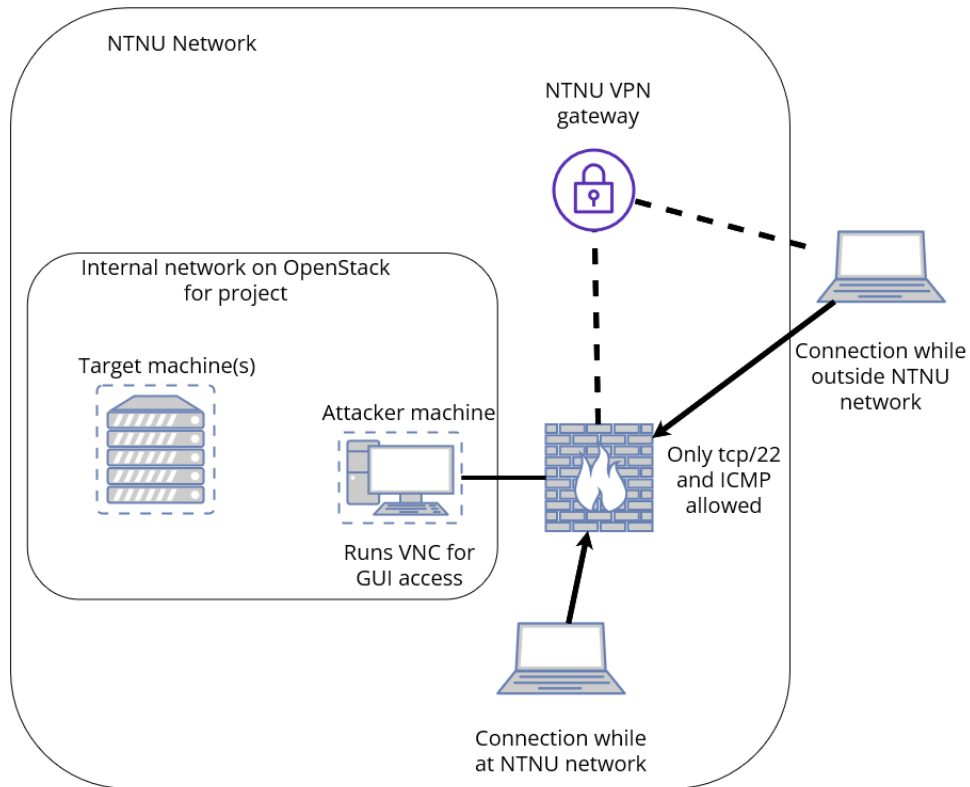 NTNU Network
NTNU VPN
gateway
Internal network on OpenStack
for project
Target machine(s)
Attacker machine
Runs VNC for
GUI access
Only tcp/22
and ICMP
allowed
Connection while
outside NTNU
network
Connection while
at NTNU network